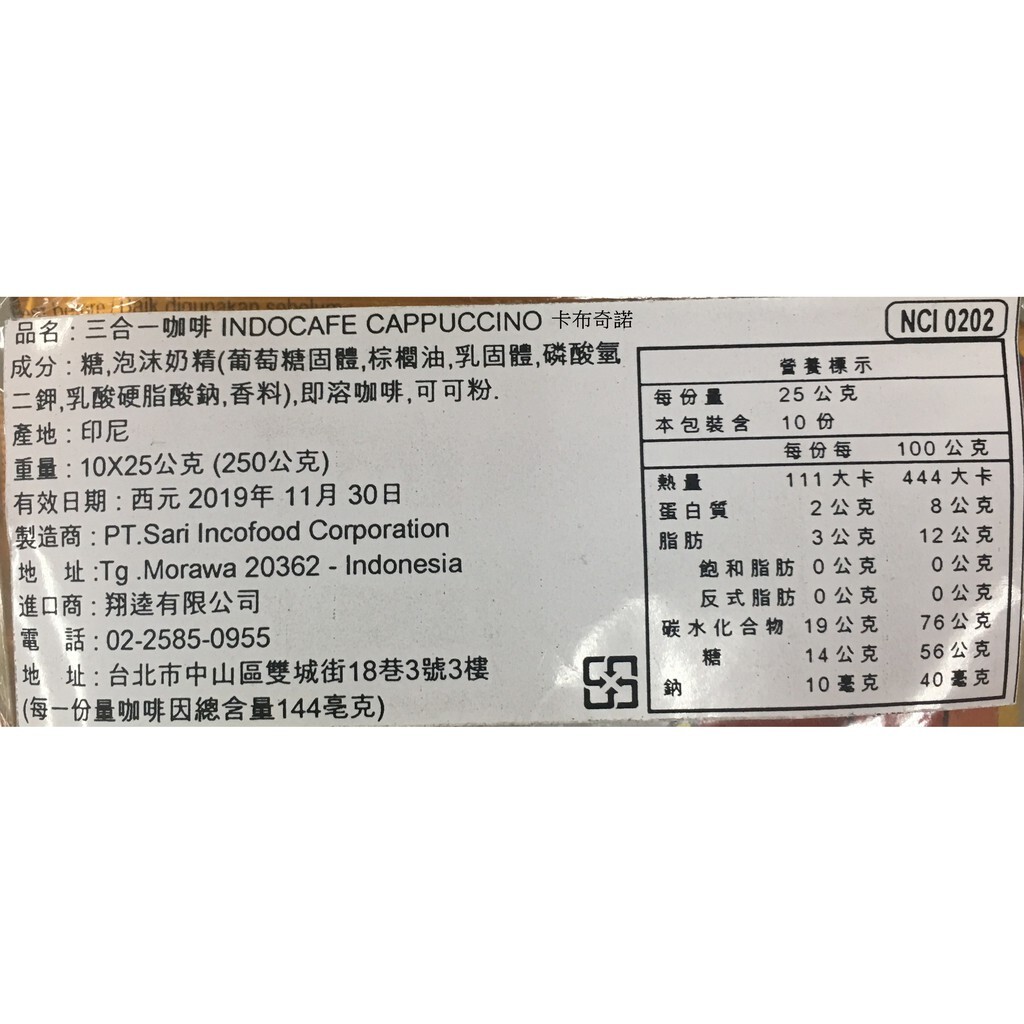 品名：三合一咖啡 INDOCAFE CAPPUCCINO 卡布奇諾
成分：糖,泡沫奶精(葡萄糖固體,棕櫚油,乳固體,磷酸氫
二鉀,乳酸硬脂酸鈉,香料),即溶咖啡,可可粉.
產地：印尼
重量：10X25公克 (250公克)
有效日期：西元 2019年 11月 30日
製造商：PT.Sari Incofood Corporation
地 址：Tg .Morawa 20362 - Indonesia
進口商：翔逵有限公司
電 話：02-2585-0955
地 址：台北市中山區雙城街18巷3號3樓
(每一份量咖啡因總含量144亳克)
NCI 0202
營養標示
每份量 25 公克
本包裝含 10 份
每份每 100 公克
熱量 111 大卡 444 大卡
蛋白質 2 公克 8 公克
脂肪 3 公克 12 公克
飽和脂肪 0 公克 0 公克
反式脂肪 0 公克 0 公克
碳水化合物 19 公克 76 公克
糖 14 公克 56 公克
鈉 10 毫克 40 毫克